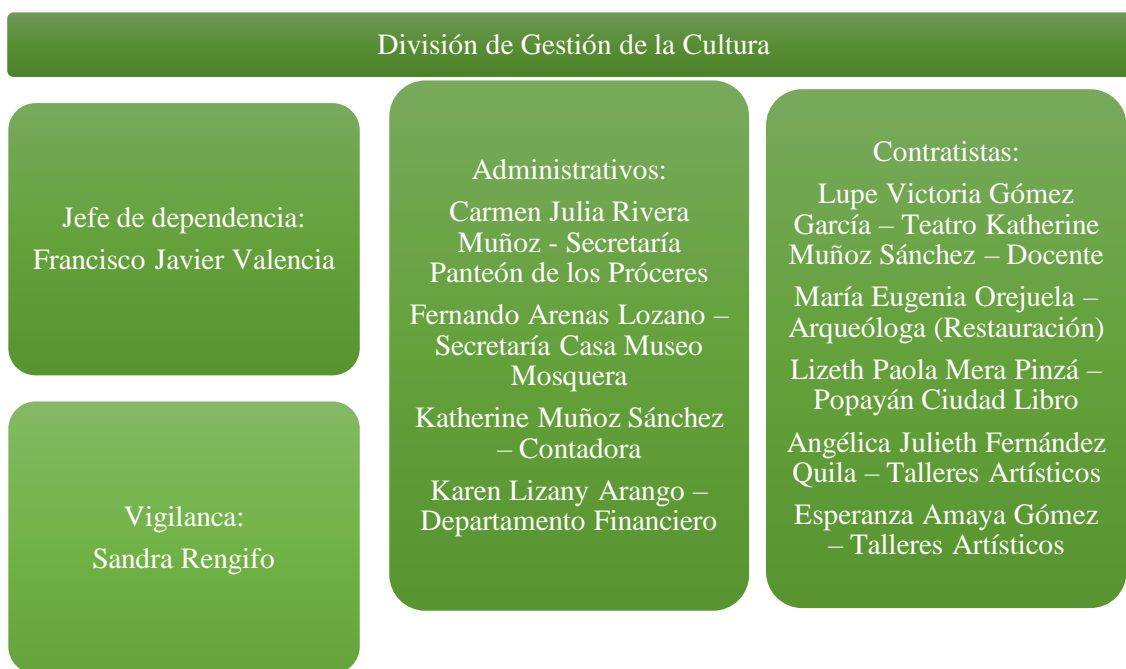 División de Gestión de la Cultura
Jefe de dependencia:
Francisco Javier Valencia
Vigilanca:
Sandra Rengifo
Administrativos:
Carmen Julia Rivera
Muñoz - Secretaría
Panteón de los Próceres
Fernando Arenas Lozano –
Secretaría Casa Museo
Mosquera
Katherine Muñoz Sánchez
– Contadora
Karen Lizany Arango –
Departamento Financiero
Contratistas:
Lupe Victoria Gómez
García – Teatro Katherine
Muñoz Sánchez – Docente
María Eugenia Orejuela –
Arqueóloga (Restauración)
Lizeth Paola Mera Pinzá –
Popayán Ciudad Libro
Angélica Julieth Fernández
Quila – Talleres Artísticos
Esperanza Amaya Gómez
– Talleres Artísticos